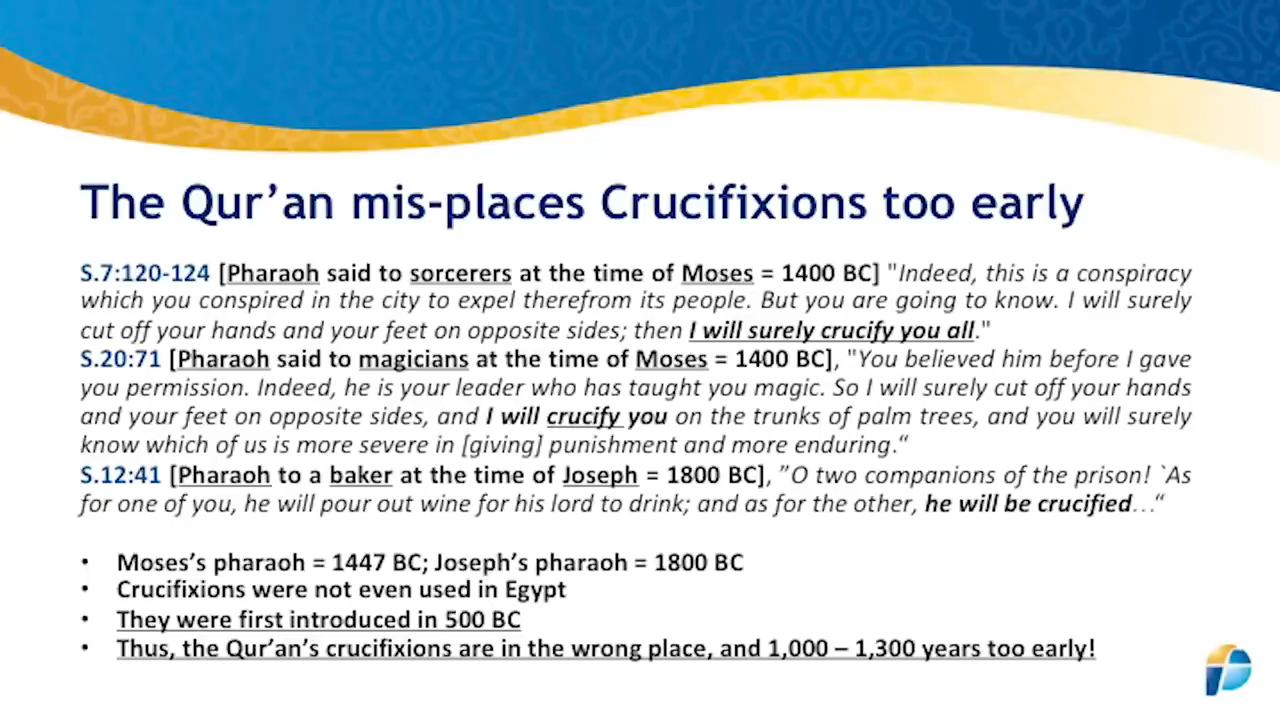 The Qur’an mis-places Crucifixions too early
S.7:120-124 [Pharaoh said to sorcerers at the time of Moses = 1400 BC] "Indeed, this is a conspiracy
which you conspired in the city to expel therefrom its people. But you are going to know. I will surely
cut off your hands and your feet on opposite sides; then I will surely crucify you all."
S.20:71 [Pharaoh said to magicians at the time of Moses = 1400 BC], "You believed him before I gave
you permission. Indeed, he is your leader who has taught you magic. So I will surely cut off your hands
and your feet on opposite sides, and I will crucify you on the trunks of palm trees, and you will surely
know which of us is more severe in [giving] punishment and more enduring.“
S.12:41 [Pharaoh to a baker at the time of Joseph = 1800 BC], ”O two companions of the prison! `As
for one of you, he will pour out wine for his lord to drink; and as for the other, he will be crucified…“
• Moses’s pharaoh = 1447 BC; Joseph’s pharaoh = 1800 BC
• Crucifixions were not even used in Egypt
• They were first introduced in 500 BC
• Thus, the Qur’an’s crucifixions are in the wrong place, and 1,000 – 1,300 years too early!